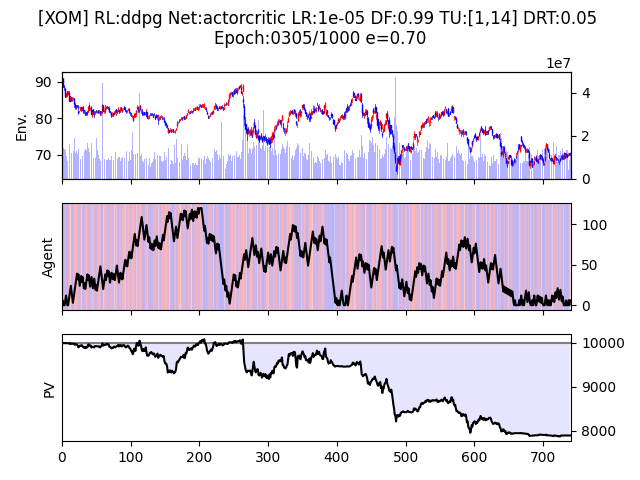 [XOM] RL:ddpg Net:actorcritic LR:1e-05 DF:0.99 TU:[1,14] DRT:0.05
Epoch:0305/1000 e=0.70
1e7
Env.
90
80
70
4
2
0
Agent
100
50
0
PV
10000
9000
8000
0 100 200 300 400 500 600 700